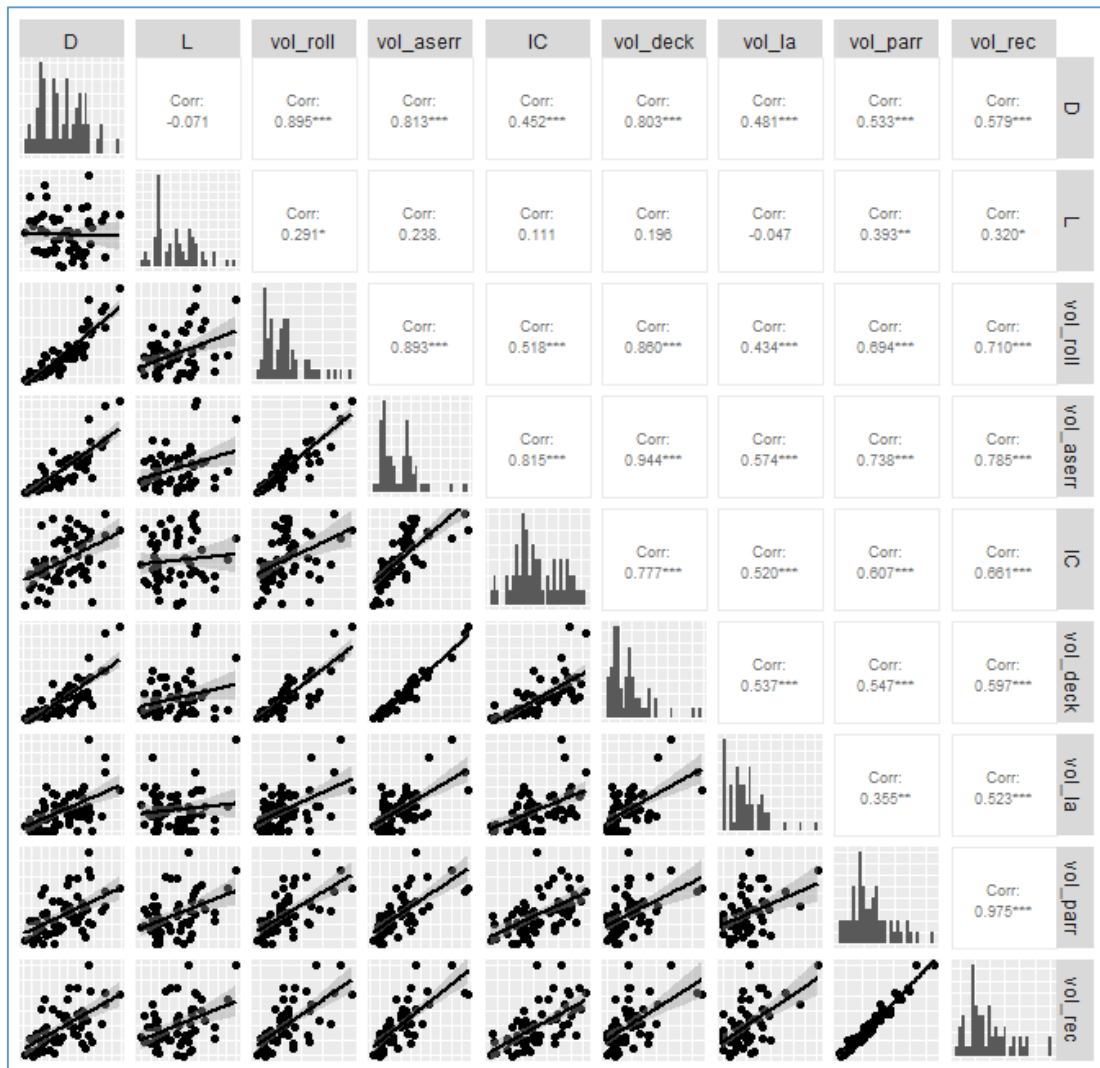 D L vol_roll vol_aserr IC vol_deck vol_la vol_parr vol_rec
Corr: Corr: Corr: Corr: Corr: Corr: Corr: Corr:
-0.071 0.895*** 0.813*** 0.452*** 0.803*** 0.481*** 0.533*** 0.579***
D
Corr: Corr: Corr: Corr: Corr: Corr: Corr:
0.291* 0.238. 0.111 0.196 -0.047 0.393** 0.320*
L
Corr: Corr: Corr: Corr: Corr: Corr:
0.893*** 0.518*** 0.860*** 0.434*** 0.694*** 0.710***
vol_roll
Corr: Corr: Corr: Corr: Corr:
0.815*** 0.944*** 0.574*** 0.738*** 0.785***
vol_aserr
Corr: Corr: Corr: Corr:
0.777*** 0.520*** 0.607*** 0.661***
IC
Corr: Corr: Corr:
0.537*** 0.547*** 0.597***
vol_deck
Corr: Corr:
0.355** 0.523***
vol_la
Corr:
0.975***
vol_parr
vol_rec